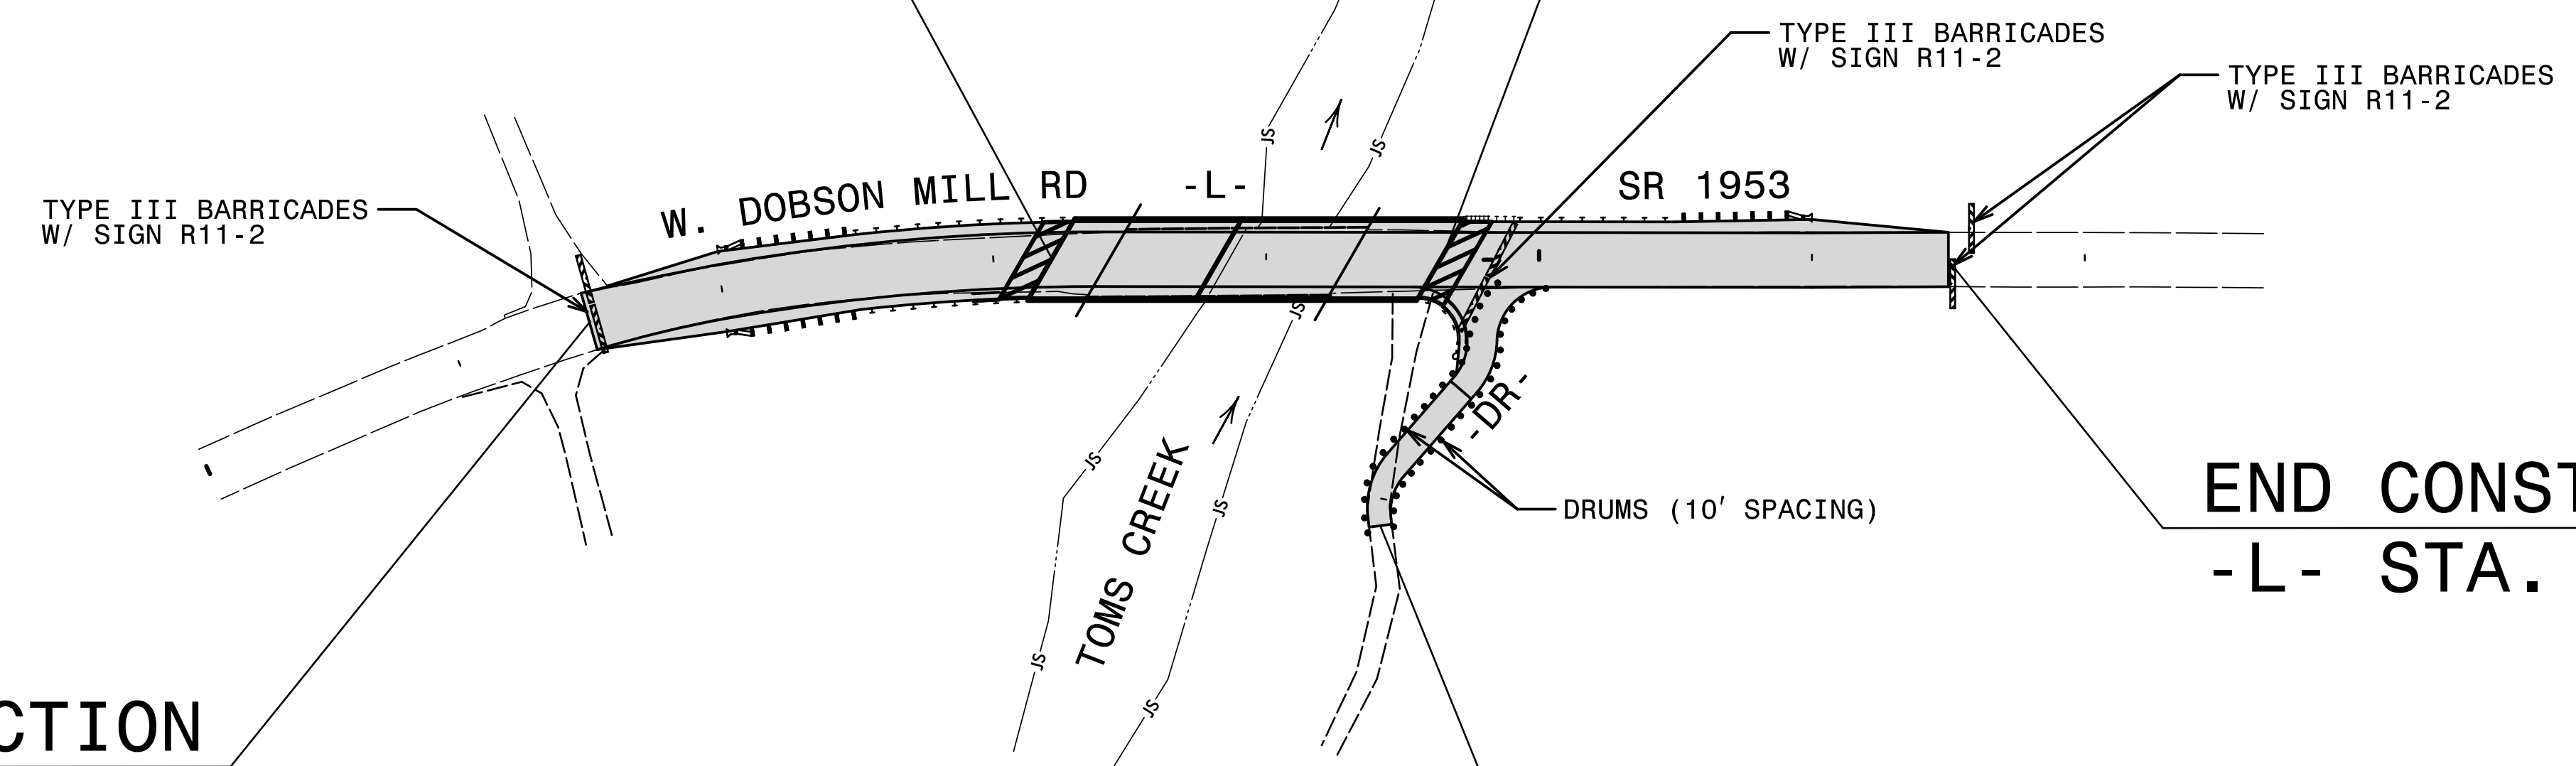 TYPE III BARRICADES
W/ SIGN R11-2
TYPE III BARRICADES
W/ SIGN R11-2
TYPE III BARRICADES
W/ SIGN R11-2
W. DOBSON MILL RD -L- SR 1953
JS
JS
JS
JS
JS
JS
JS
TOMS CREEK
-DR-
DRUMS (10' SPACING)
END CONST
-L- STA.
CTION